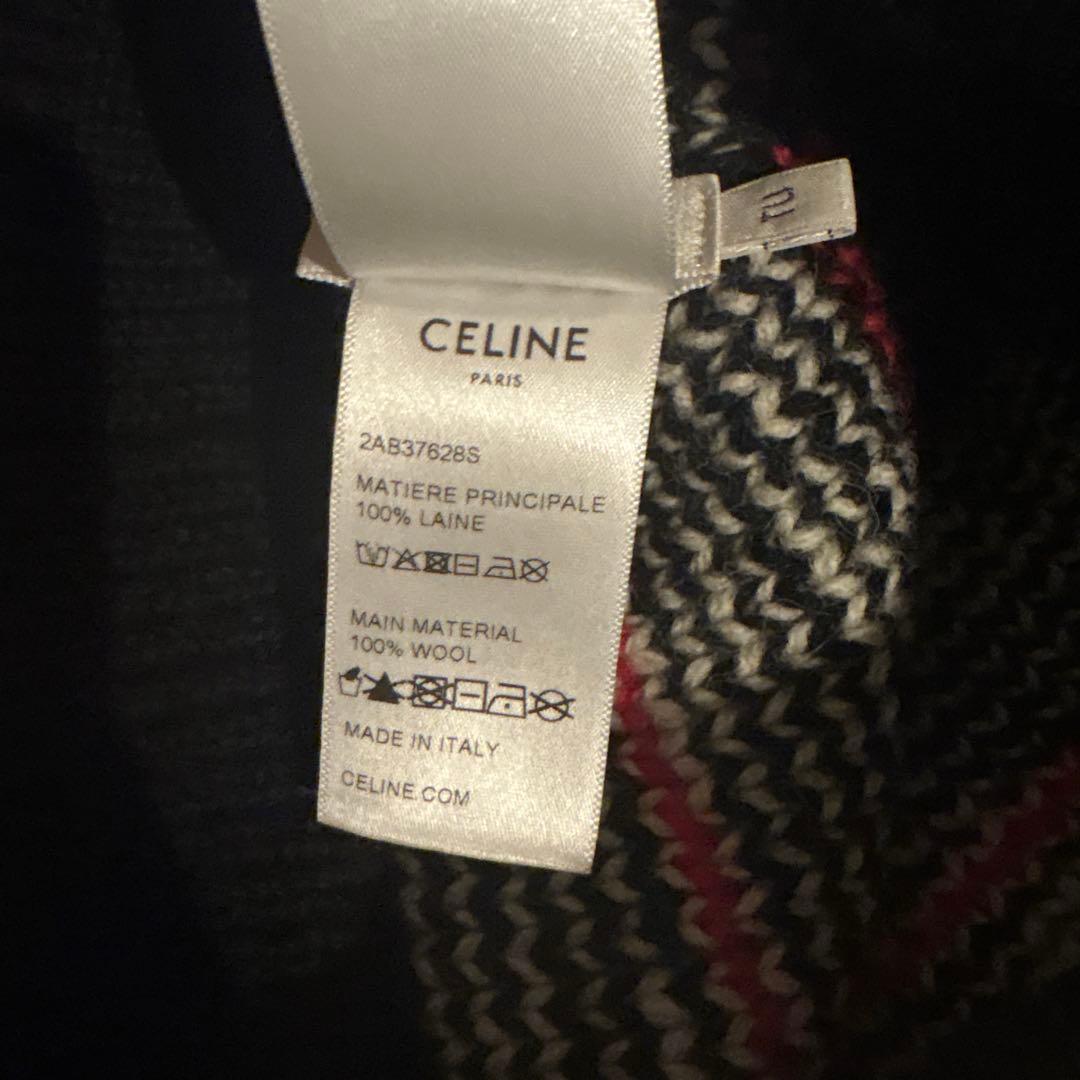 CELINE
PARIS
2AB37628S
MATIERE PRINCIPALE
100% LAINE
MAIN MATERIAL
100% WOOL
MADE IN ITALY
CELINE.COM